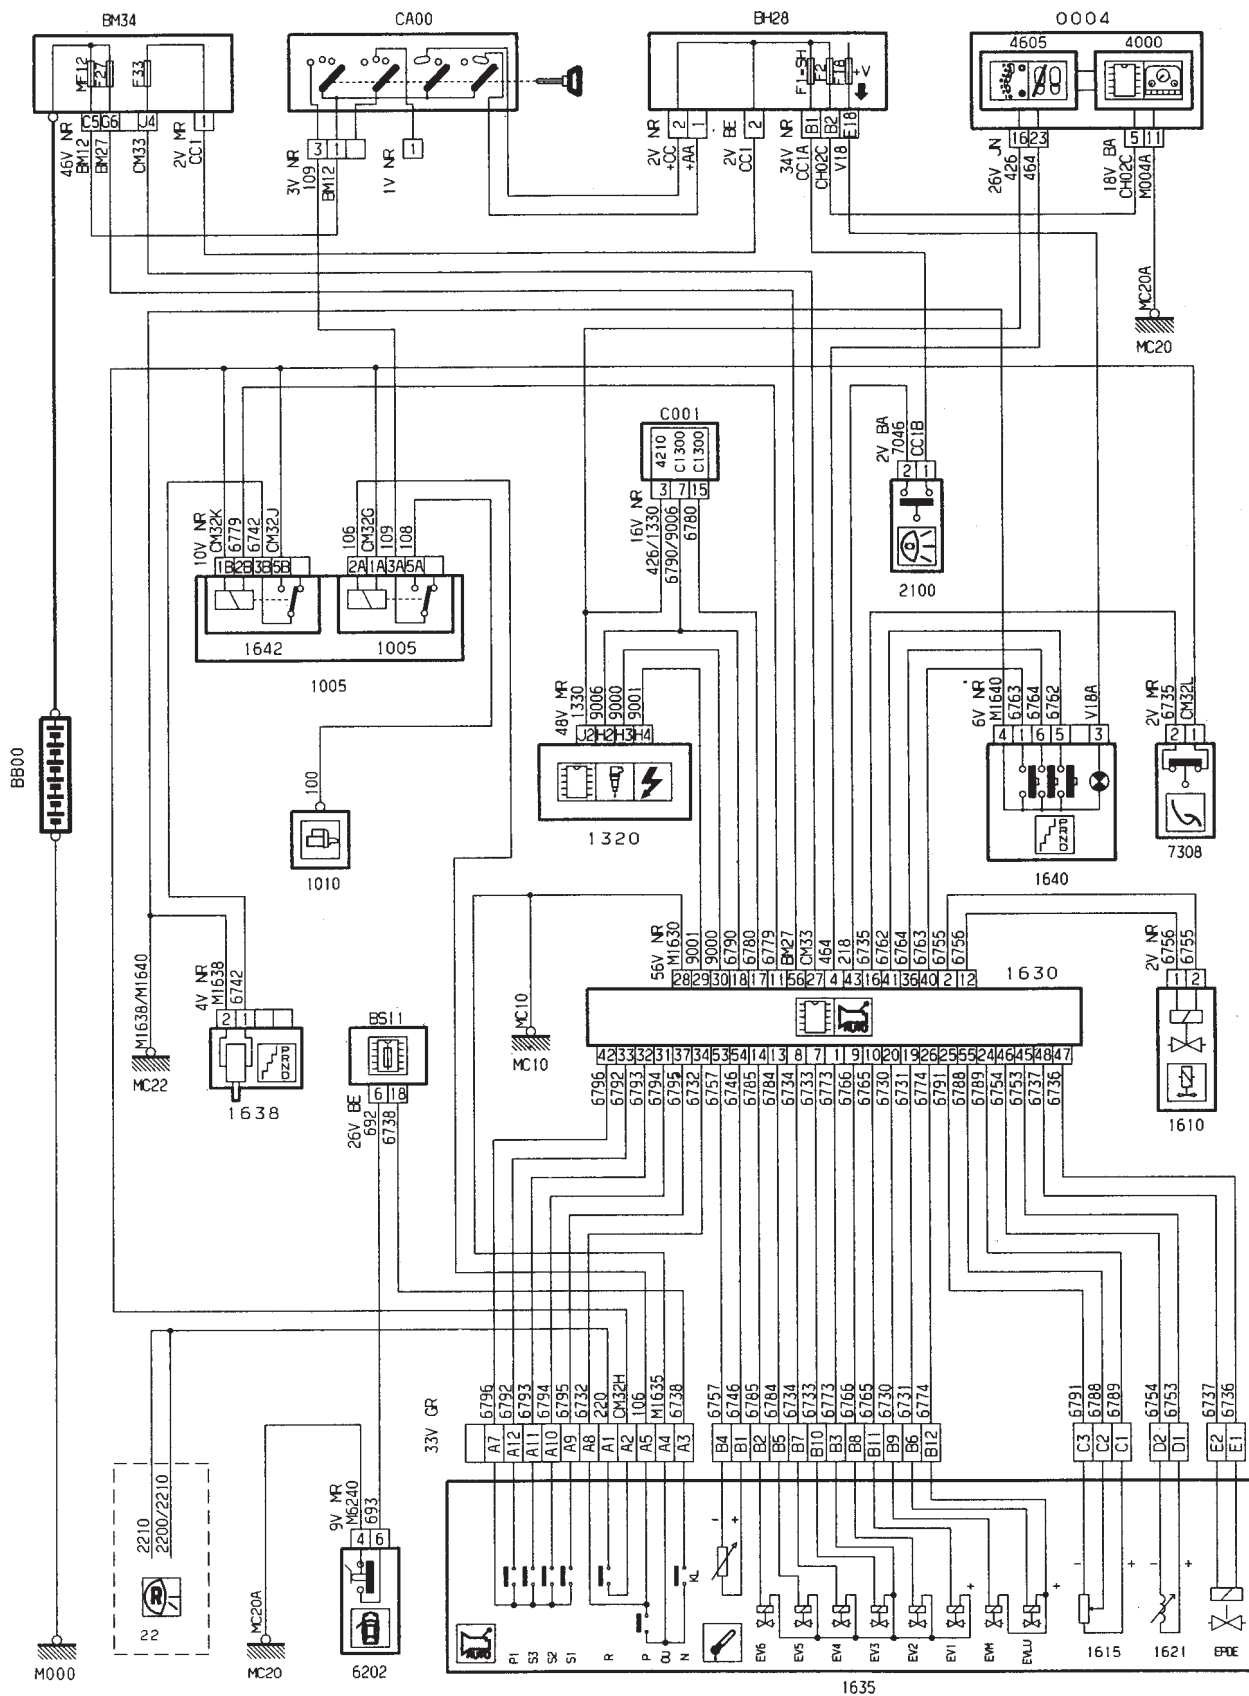 BM34
CA00
BH28
0004
4605
4000
MF12
F27
F33
F1-SH
F2
F18
+V
C5
G6
J4
1
3
1
1
2
1
2
B1
B2
E18
16
23
5
11
46V NR
BM12
BM27
CM33
2V MR
CC1
3V NR
109
BM12
1V NR
2V NR
+CC
+AA
2V BE
CC1
34V NR
CC1A
CH02C
V18
26V JN
426
464
18V BA
CH02C
M004A
MC20A
MC20
C001
4210
C1300
C1300
3
7
15
16V NR
426/1330
6790/9006
6780
2V BA
7046
CC1B
2
1
2100
10V NR
CM32K
6779
6742
CM32J
106
CM32G
109
108
1B
2B
3B
5B
2A
1A
3A
5A
1642
1005
1005
BB00
100
1010
48V MR
1330
9006
9000
9001
J2
H2
H3
H4
1320
6V NR
M1640
6763
6764
6762
V18A
4
1
6
5
3
PRND
1640
2V MR
6735
CM32L
2
1
7308
M1638/M1640
MC22
4V NR
M1638
6742
2
1
PRND
1638
BS11
6
18
26V BE
692
6738
MC10
MC10
56V NR
M1630
9001
9000
6790
6780
6779
BM27
CM33
464
218
6735
6762
6764
6763
6755
6756
28
29
30
18
17
11
56
27
4
43
16
41
36
40
2
12
1630
AUTO
2V NR
6756
6755
1
2
1610
42
33
32
31
37
34
53
54
14
13
8
7
1
9
10
20
19
26
25
55
24
46
45
48
47
6796
6792
6793
6794
6795
6732
6757
6746
6785
6784
6734
6733
6773
6766
6765
6730
6731
6774
6791
6788
6789
6754
6753
6737
6736
33V GR
6796
6792
6793
6794
6795
6732
220
CM32H
106
M1635
6738
6757
6746
6785
6784
6734
6733
6773
6766
6765
6730
6731
6774
6791
6788
6789
6754
6753
6737
6736
A7
A12
A11
A10
A9
A8
A1
A2
A5
A4
A3
B4
B1
B2
B5
B7
B10
B3
B8
B11
B9
B6
B12
C3
C2
C1
D2
D1
E2
E1
2210
2200/2210
R
22
M000
MC20A
MC20
9V MR
M6240
693
4
6
6202
AUTO
P1
S3
S2
S1
R
P
OU
N
KL
-
+
EV6
EV5
EV4
EV3
EV2
EV1
+
EVM
EVLU
+
-
+
1615
-
+
1621
EPDE
1635